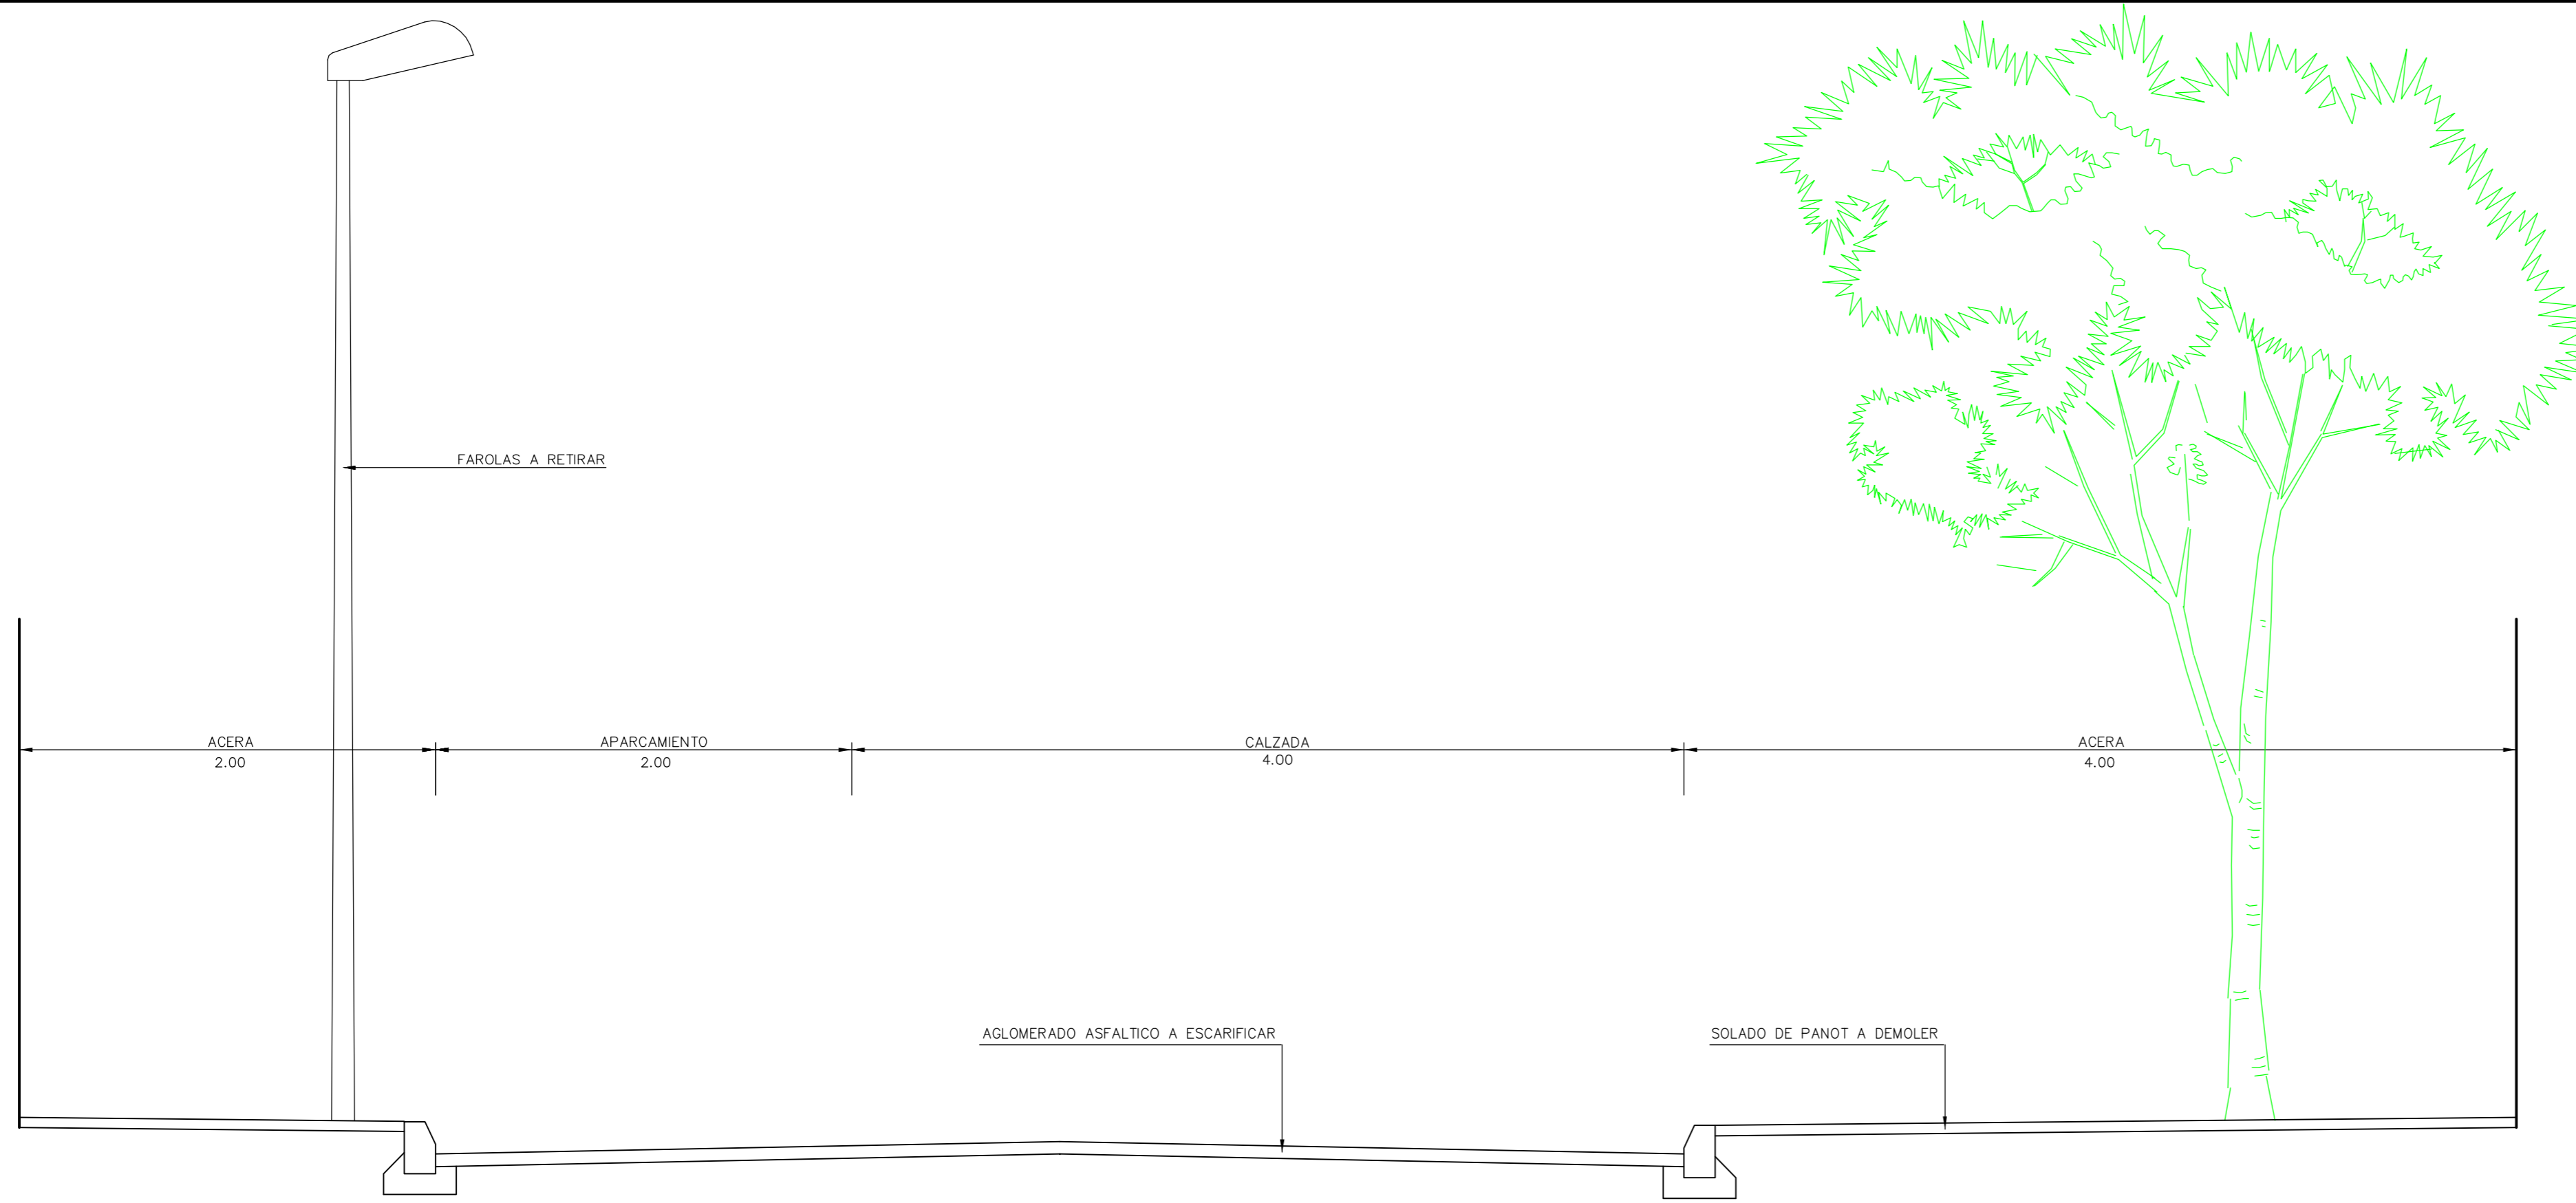 FAROLAS A RETIRAR
ACERA
2.00
APARCAMIENTO
2.00
CALZADA
4.00
ACERA
4.00
AGLOMERADO ASFALTICO A ESCARIFICAR
SOLADO DE PANOT A DEMOLER